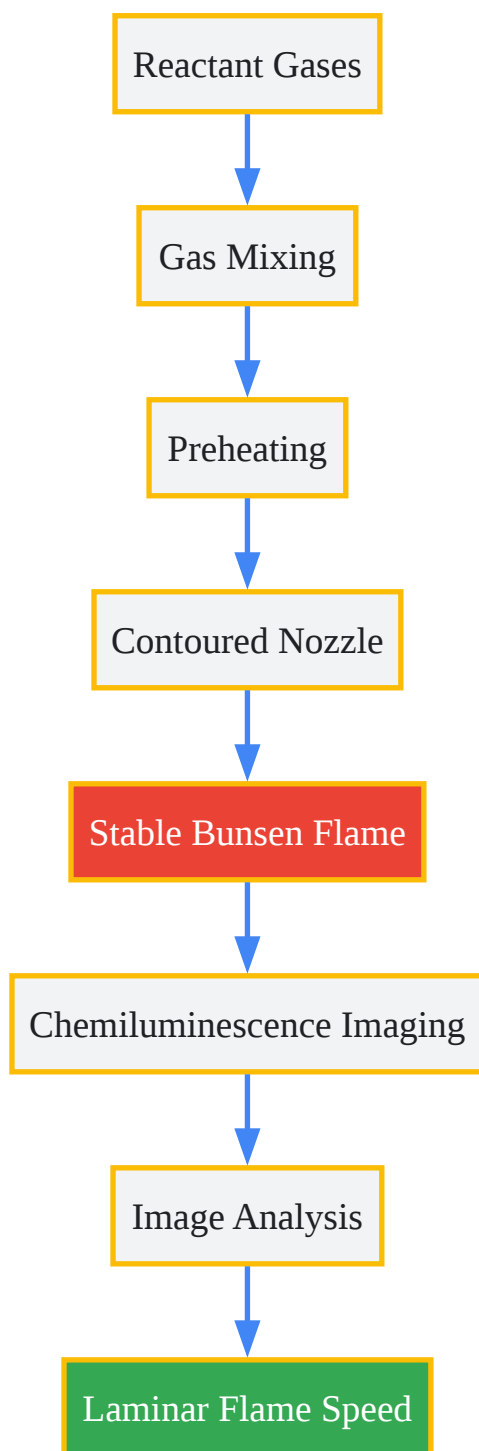 Reactant Gases
Gas Mixing
Preheating
Contoured Nozzle
Stable Bunsen Flame
Chemiluminescence Imaging
Image Analysis
Laminar Flame Speed